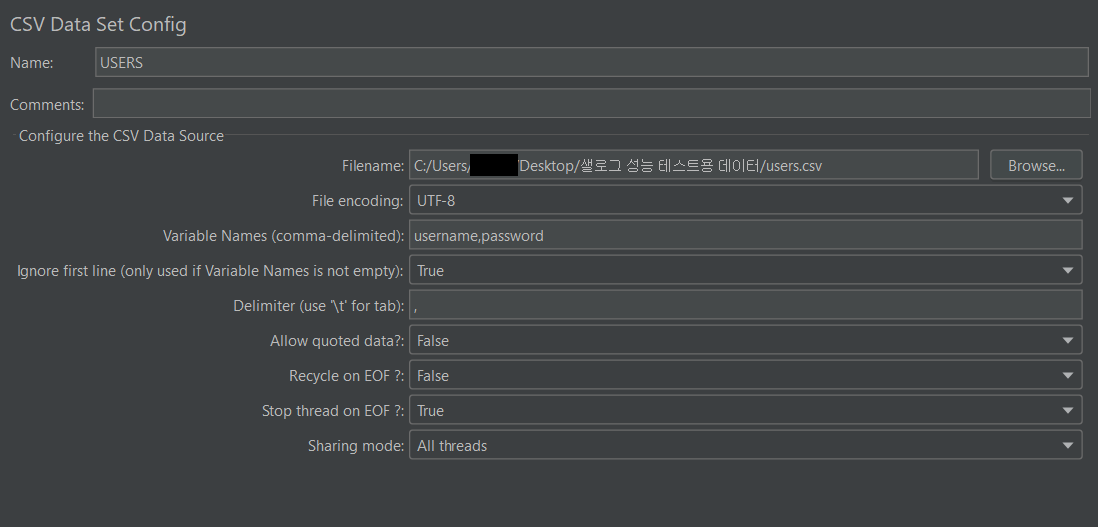 CSV Data Set Config
Name: USERS
Comments:
Configure the CSV Data Source
Filename: C:/Users/ /Desktop/샐로그 성능 테스트용 데이터/users.csv Browse...
File encoding: UTF-8
Variable Names (comma-delimited): username,password
Ignore first line (only used if Variable Names is not empty): True
Delimiter (use '\t' for tab): ,
Allow quoted data?: False
Recycle on EOF ?: False
Stop thread on EOF ?: True
Sharing mode: All threads